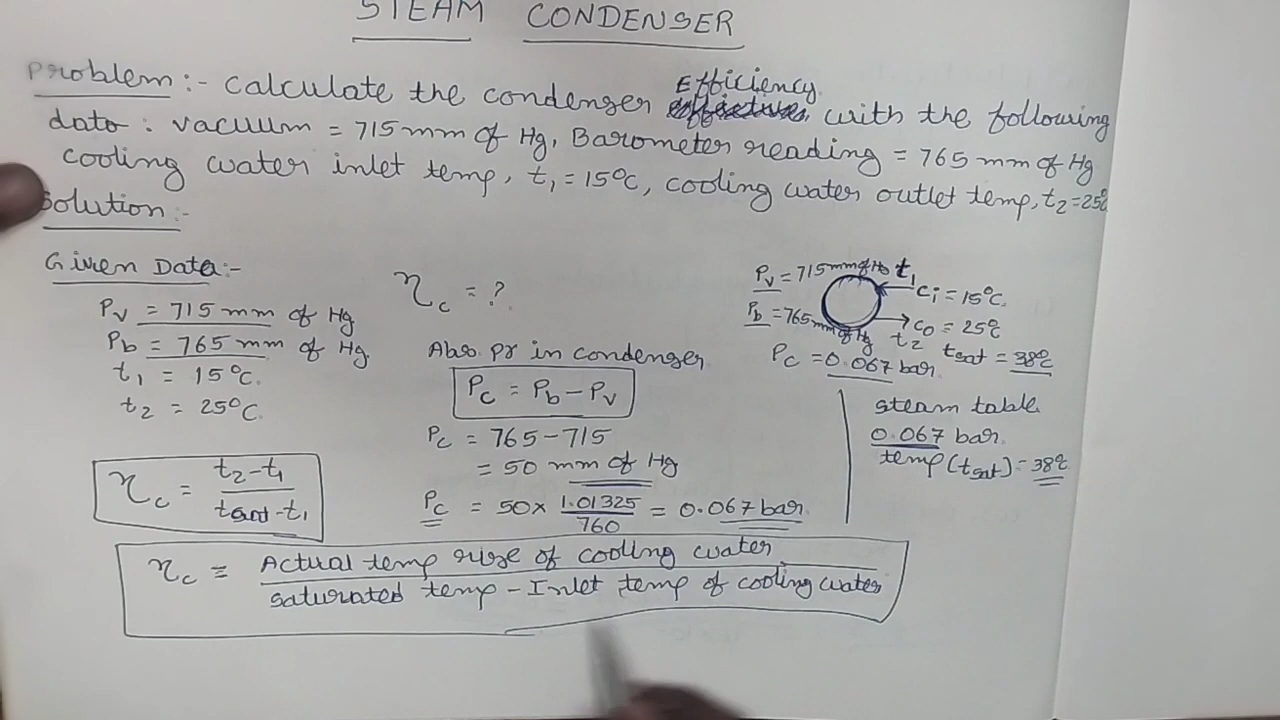 STEAM CONDENSER
Problem :- Calculate the condenser Efficiency with the following
data : vacuum = 715 mm of Hg, Barometer reading = 765 mm of Hg
cooling water inlet temp, t₁ = 15°C, cooling water outlet temp, t₂ = 25°C
Solution :-
Given Data :-
Pv = 715 mm of Hg
Pb = 765 mm of Hg
t₁ = 15°C.
t₂ = 25°C.
ηc = (t₂ - t₁) / (tsat - t₁)
ηc = ?
Abs. pr in condenser
Pc = Pb - Pv
Pc = 765 - 715
= 50 mm of Hg
Pc = 50 × 1.01325 / 760 = 0.067 bar
Pv = 715 mm of Hg t₁
Ci = 15°C.
Pb = 765 mm of Hg
Co = 25°C
t₂
Pc = 0.067 bar. tsat = 38°C
Steam table
0.067 bar.
temp (tsat) = 38°C
ηc = Actual temp rise of cooling water / Saturated temp - Inlet temp of cooling water